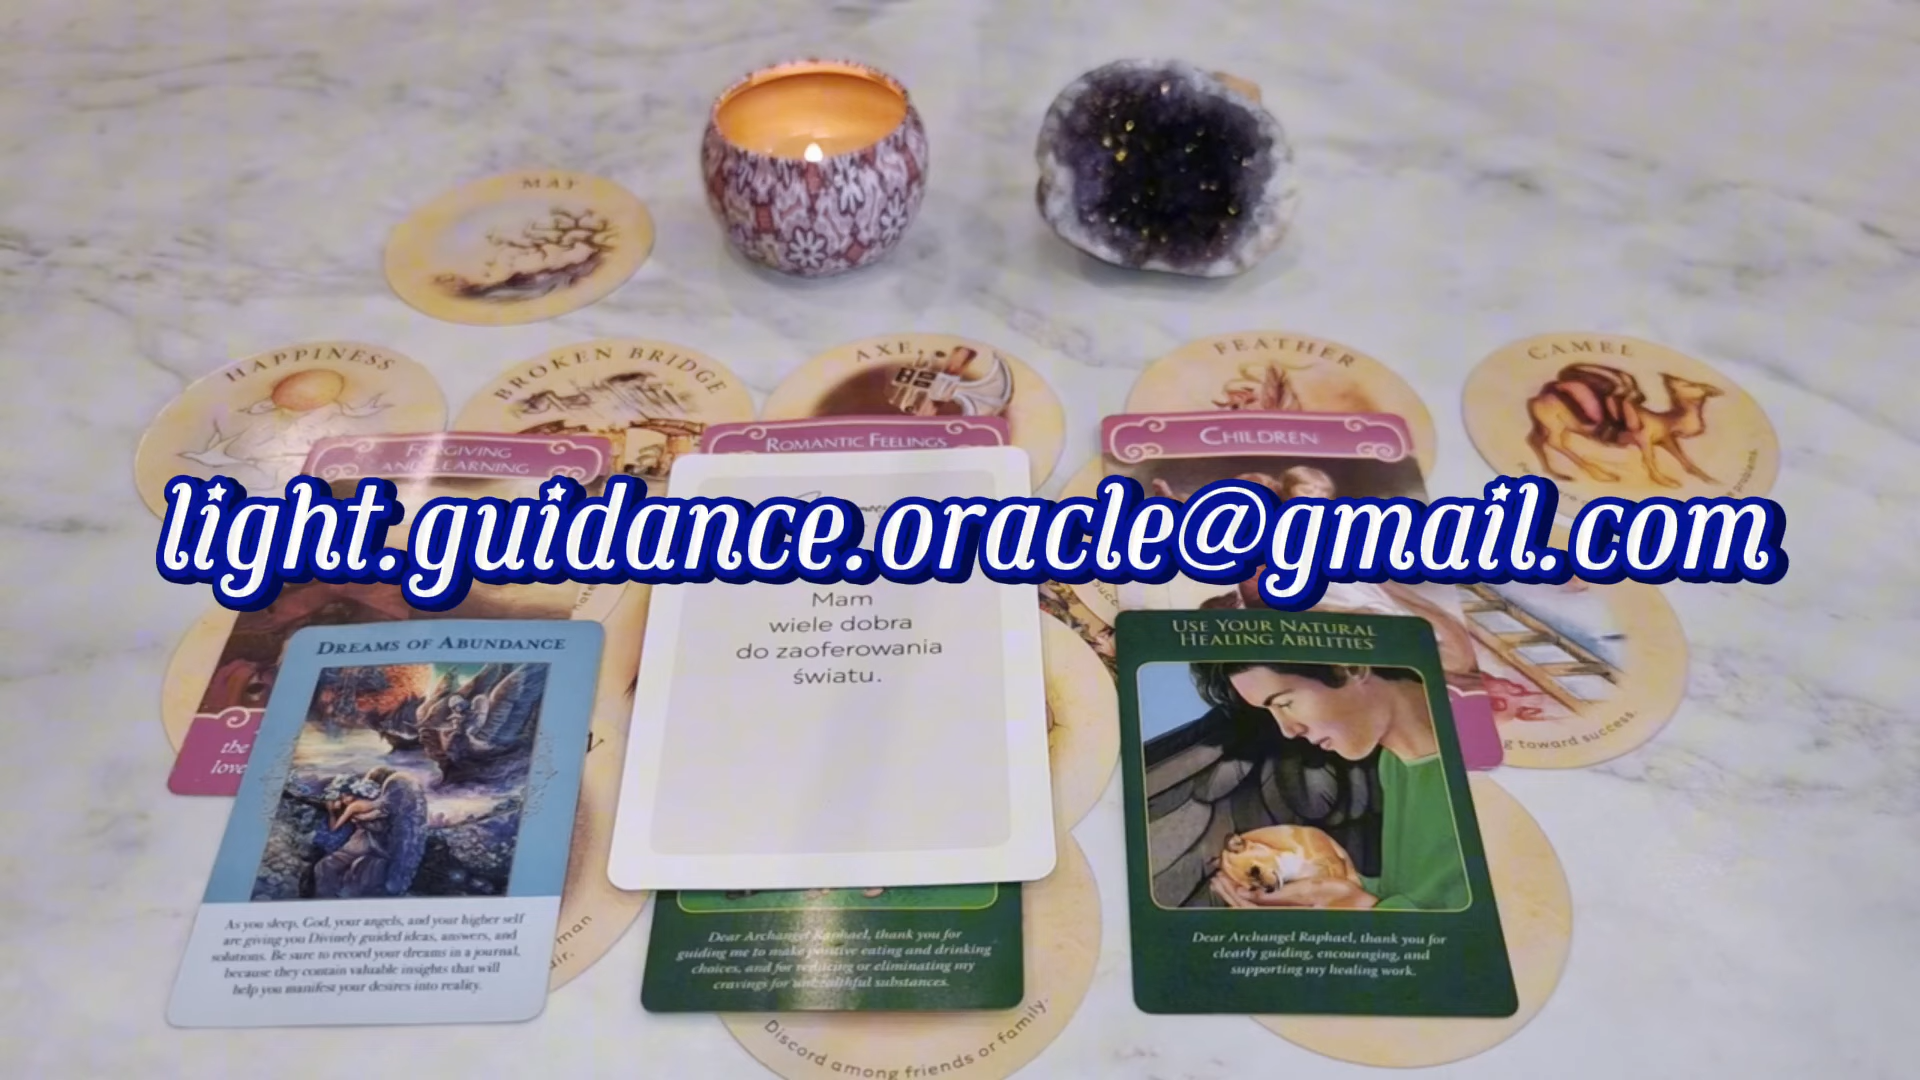 MAY
HAPPINESS
BROKEN BRIDGE
AXE
FEATHER
CAMEL
FORGIVING
AND LEARNING
ROMANTIC FEELINGS
CHILDREN
light.guidance.oracle@gmail.com
Mam
wiele dobra
do zaoferowania
światu.
the
love
toward success.
DREAMS OF ABUNDANCE
As you sleep, God, your angels, and your higher self
are giving you Divinely guided ideas, answers, and
solutions. Be sure to record your dreams in a journal,
because they contain valuable insights that will
help you manifest your desires into reality.
man
Dear Archangel Raphael, thank you for
guiding me to make positive eating and drinking
choices, and for reducing or eliminating my
cravings for unhealthful substances.
USE YOUR NATURAL
HEALING ABILITIES
Dear Archangel Raphael, thank you for
clearly guiding, encouraging, and
supporting my healing work.
Discord among friends or family.